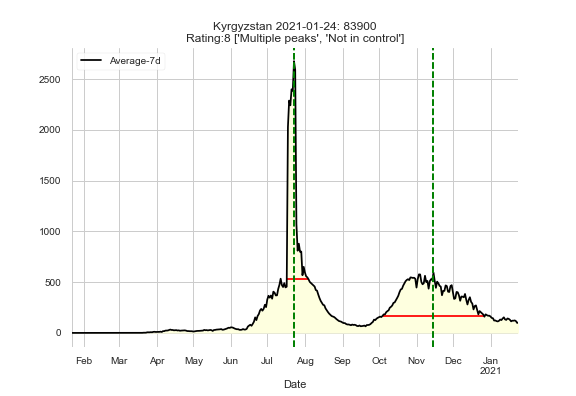 Kyrgyzstan 2021-01-24: 83900
Rating:8 ['Multiple peaks', 'Not in control']
Average-7d
2500
2000
1500
1000
500
0
Feb Mar Apr May Jun Jul Aug Sep Oct Nov Dec Jan
2021
Date